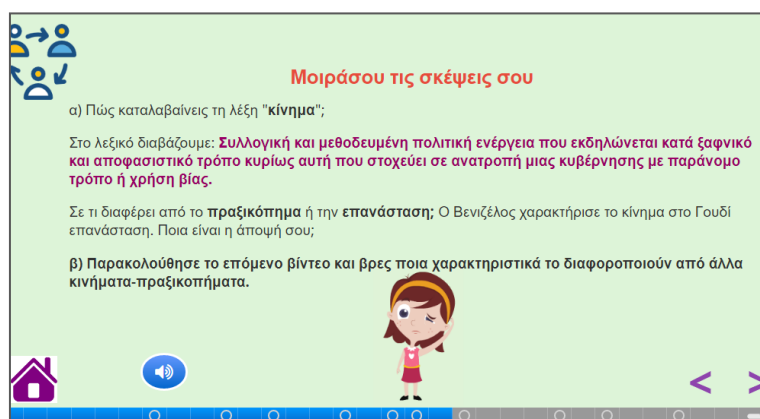 Μοιράσου τις σκέψεις σου
α) Πώς καταλαβαίνεις τη λέξη "κίνημα";
Στο λεξικό διαβάζουμε: Συλλογική και μεθοδευμένη πολιτική ενέργεια που εκδηλώνεται κατά ξαφνικό
και αποφασιστικό τρόπο κυρίως αυτή που στοχεύει σε ανατροπή μιας κυβέρνησης με παράνομο
τρόπο ή χρήση βίας.
Σε τι διαφέρει από το πραξικόπημα ή την επανάσταση; Ο Βενιζέλος χαρακτήρισε το κίνημα στο Γουδί
επανάσταση. Ποια είναι η άποψή σου;
β) Παρακολούθησε το επόμενο βίντεο και βρες ποια χαρακτηριστικά το διαφοροποιούν από άλλα
κινήματα-πραξικοπήματα.